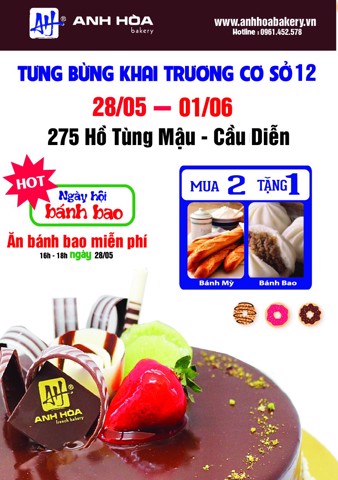 AH
ANH HÒA
bakery
www.anhhoabakery.vn
Hotline : 0961.452.578
TƯNG BỪNG KHAI TRƯƠNG CƠ SỞ 12
28/05 — 01/06
275 Hồ Tùng Mậu - Cầu Diễn
HOT
Ngày hội
bánh bao
Ăn bánh bao miễn phí
16h - 18h ngày 28/05
MUA 2 TẶNG 1
Bánh Mỳ
Bánh Bao
AH
ANH HÒA
french bakery